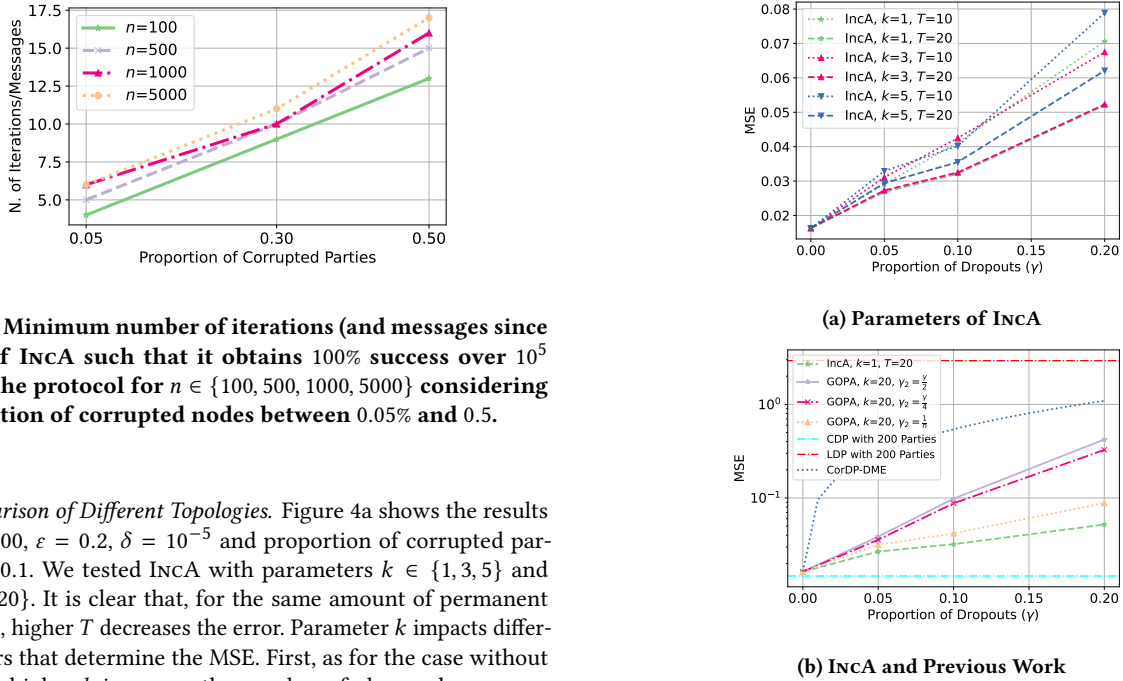 17.5
15.0
12.5
10.0
7.5
5.0
N. of Iterations/Messages
n=100
n=500
n=1000
n=5000
0.05 0.30 0.50
Proportion of Corrupted Parties
Minimum number of iterations (and messages since
f INCA such that it obtains 100% success over 10⁵
he protocol for n ∈ {100, 500, 1000, 5000} considering
tion of corrupted nodes between 0.05% and 0.5.
rison of Different Topologies. Figure 4a shows the results
00, ε = 0.2, δ = 10⁻⁵ and proportion of corrupted par-
0.1. We tested INCA with parameters k ∈ {1, 3, 5} and
20}. It is clear that, for the same amount of permanent
, higher T decreases the error. Parameter k impacts differ-
rs that determine the MSE. First, as for the case without
0.08
0.07
0.06
0.05
0.04
0.03
0.02
MSE
IncA, k=1, T=10
IncA, k=1, T=20
IncA, k=3, T=10
IncA, k=3, T=20
IncA, k=5, T=10
IncA, k=5, T=20
0.00 0.05 0.10 0.15 0.20
Proportion of Dropouts (γ)
(a) Parameters of INCA
10⁰
10⁻¹
MSE
IncA, k=1, T=20
GOPA, k=20, γ₂ = γ/2
GOPA, k=20, γ₂ = γ/4
GOPA, k=20, γ₂ = 1/n
CDP with 200 Parties
LDP with 200 Parties
CorDP-DME
0.00 0.05 0.10 0.15 0.20
Proportion of Dropouts (γ)
(b) INCA and Previous Work